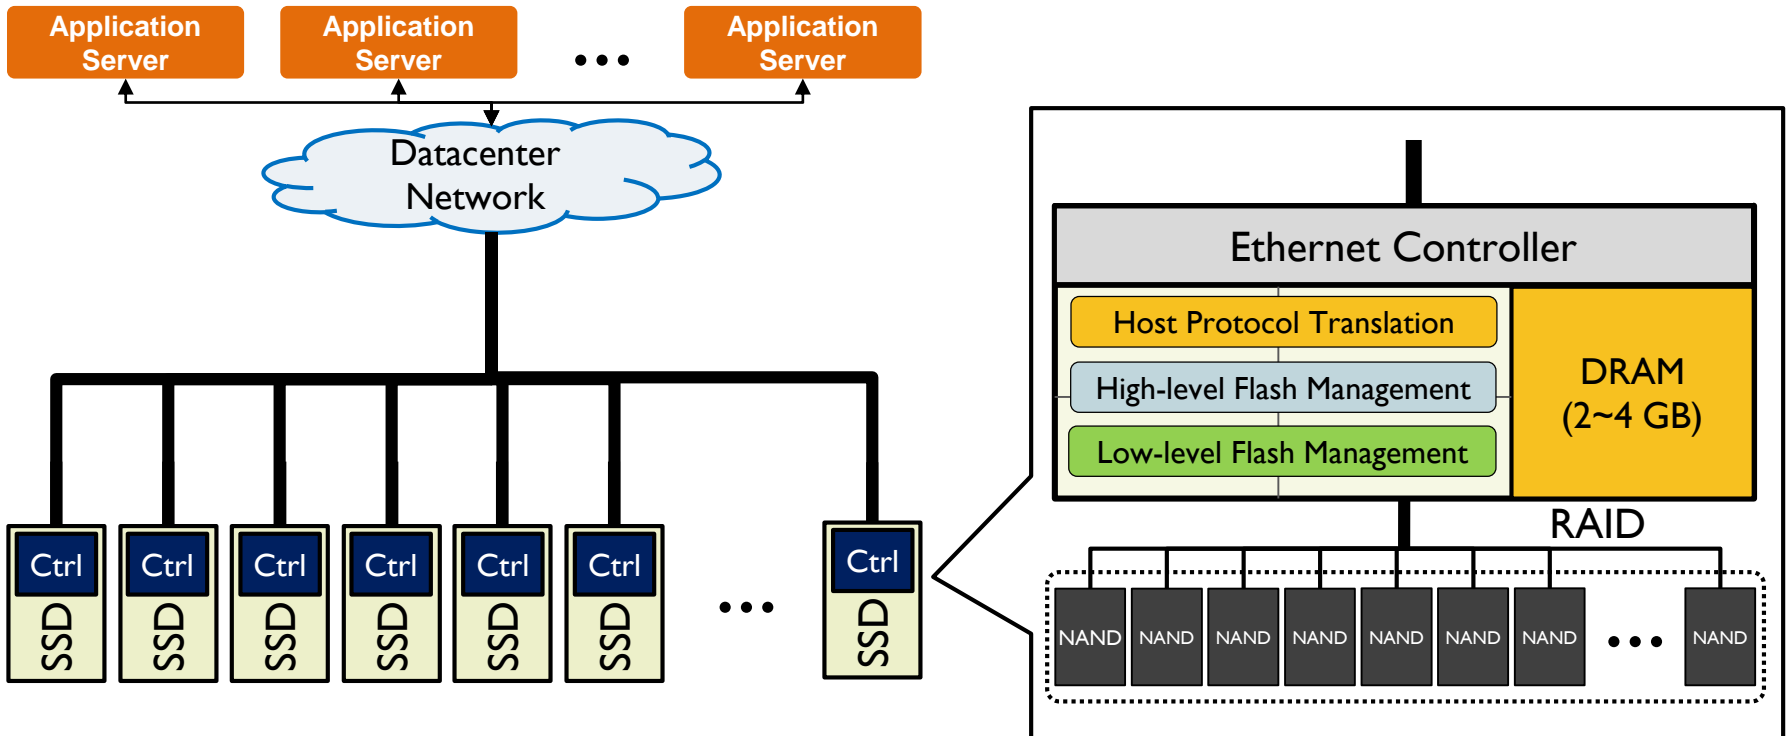 Application
Server
Application
Server
...
Application
Server
Datacenter
Network
Ctrl
SSD
Ctrl
SSD
Ctrl
SSD
Ctrl
SSD
Ctrl
SSD
Ctrl
SSD
...
Ctrl
SSD
Ethernet Controller
Host Protocol Translation
High-level Flash Management
Low-level Flash Management
DRAM
(2~4 GB)
RAID
NAND
NAND
NAND
NAND
NAND
NAND
NAND
...
NAND